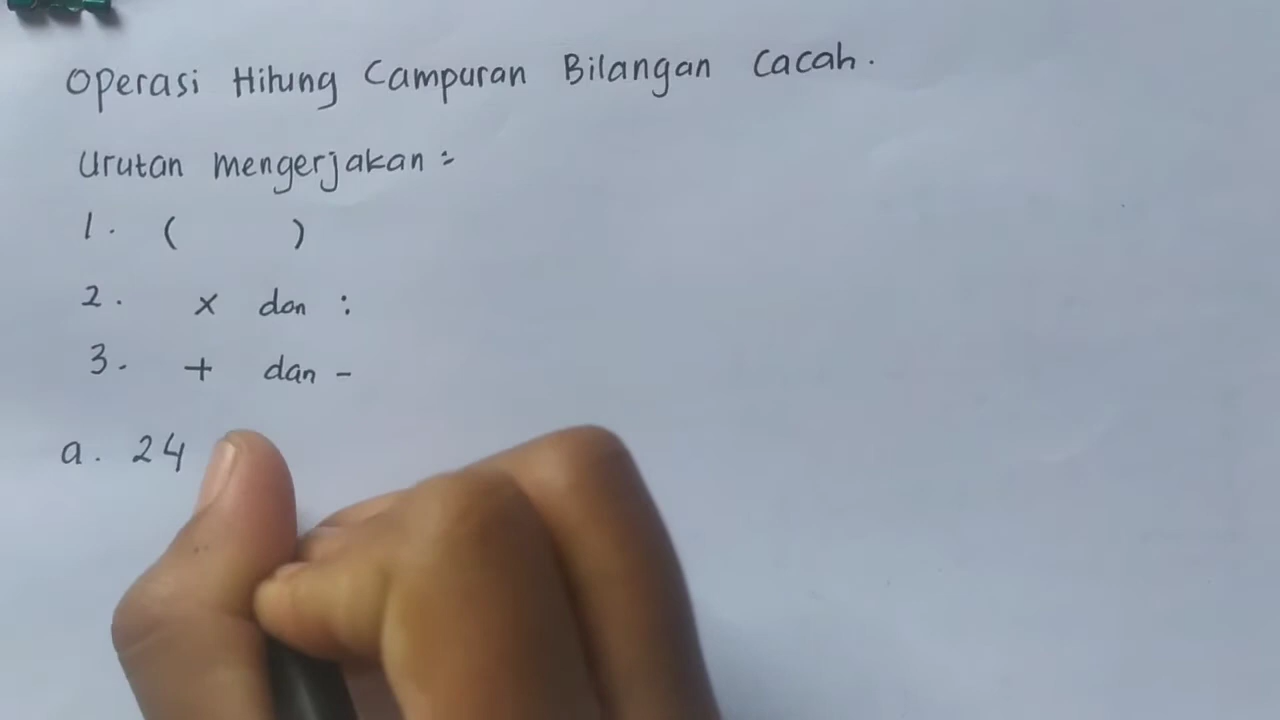 Operasi Hitung Campuran Bilangan Cacah.
Urutan mengerjakan :
1. ( )
2. x dan :
3. + dan -
a. 24